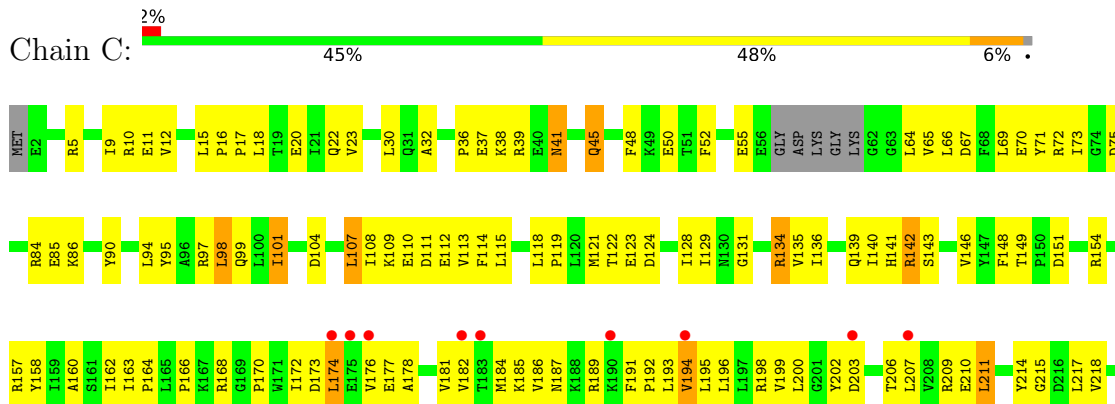 2%
Chain C:
45% 48% 6% •
MET E2 R5 I9 R10 E11 V12 L15 P16 P17 L18 T19 E20 I21 Q22 V23 L30 Q31 A32 P36 E37 K38 R39 E40 N41 Q45 F48 K49 E50 T51 F52 E55 E56 GLY ASP LYS GLY LYS G62 G63 L64 V65 L66 D67 F68 L69 E70 Y71 R72 I73 G74 D75
R84 E85 K86 Y90 L94 Y95 A96 R97 L98 Q99 L100 I101 D104 L107 I108 K109 E110 D111 E112 V113 F114 L115 L118 P119 L120 M121 T122 E123 D124 I128 I129 N130 G131 R134 V135 I136 Q139 I140 H141 R142 S143 V146 Y147 F148 T149 P150 D151 R154
R157 Y158 I159 A160 S161 I162 I163 P164 L165 P166 K167 R168 G169 P170 W171 I172 D173 L174 E175 V176 E177 A178 V181 V182 T183 M184 K185 V186 N187 K188 R189 K190 F191 P192 L193 V194 L195 L196 L197 R198 V199 L200 G201 Y202 D203 T206 L207 V208 R209 E210 L211 Y214 G215 D216 L217 V218